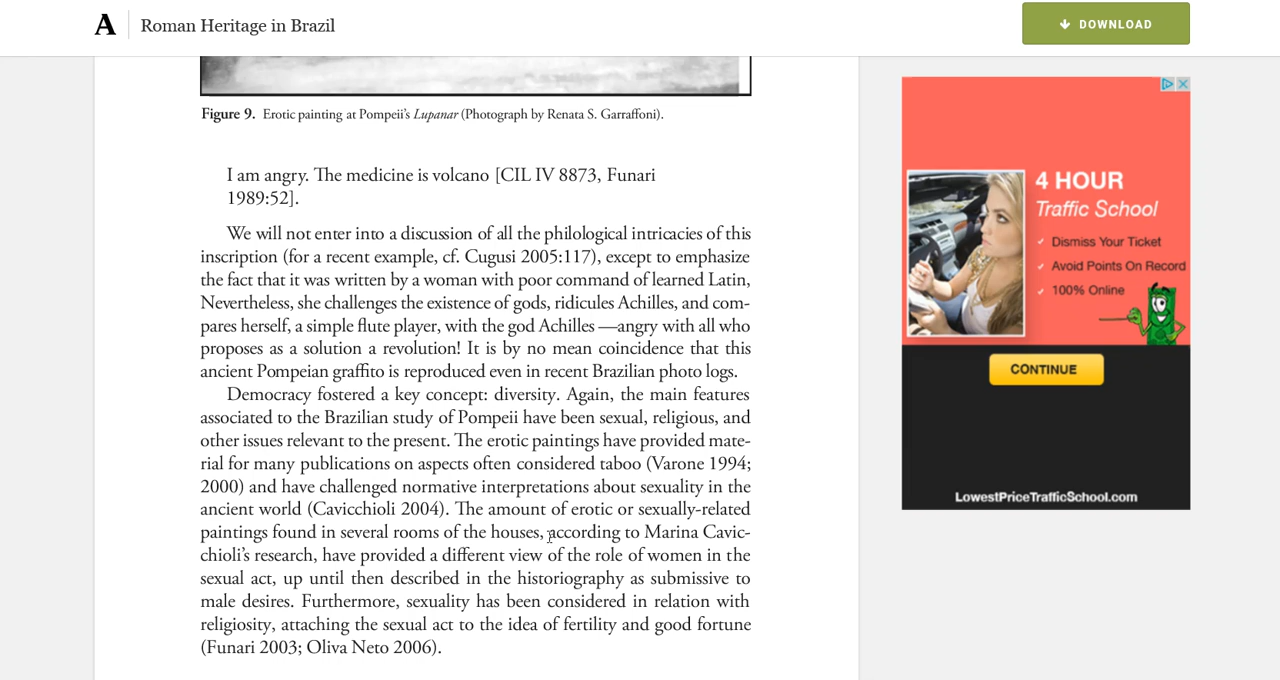 A
Roman Heritage in Brazil
DOWNLOAD
Figure 9. Erotic painting at Pompeii's Lupanar (Photograph by Renata S. Garraffoni).
I am angry. The medicine is volcano [CIL IV 8873, Funari
1989:52].
We will not enter into a discussion of all the philological intricacies of this
inscription (for a recent example, cf. Cugusi 2005:117), except to emphasize
the fact that it was written by a woman with poor command of learned Latin,
Nevertheless, she challenges the existence of gods, ridicules Achilles, and com-
pares herself, a simple flute player, with the god Achilles —angry with all who
proposes as a solution a revolution! It is by no mean coincidence that this
ancient Pompeian graffito is reproduced even in recent Brazilian photo logs.
Democracy fostered a key concept: diversity. Again, the main features
associated to the Brazilian study of Pompeii have been sexual, religious, and
other issues relevant to the present. The erotic paintings have provided mate-
rial for many publications on aspects often considered taboo (Varone 1994;
2000) and have challenged normative interpretations about sexuality in the
ancient world (Cavicchioli 2004). The amount of erotic or sexually-related
paintings found in several rooms of the houses, according to Marina Cavic-
chioli's research, have provided a different view of the role of women in the
sexual act, up until then described in the historiography as submissive to
male desires. Furthermore, sexuality has been considered in relation with
religiosity, attaching the sexual act to the idea of fertility and good fortune
(Funari 2003; Oliva Neto 2006).
4 HOUR
Traffic School
Dismiss Your Ticket
Avoid Points On Record
100% Online
CONTINUE
LowestPriceTrafficSchool.com